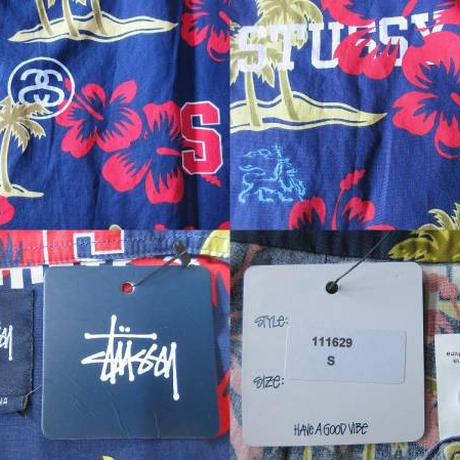 STUSSY
S
Stüssy
STYLE:
111629
S
SIZE:
HAVE A GOOD VIBE